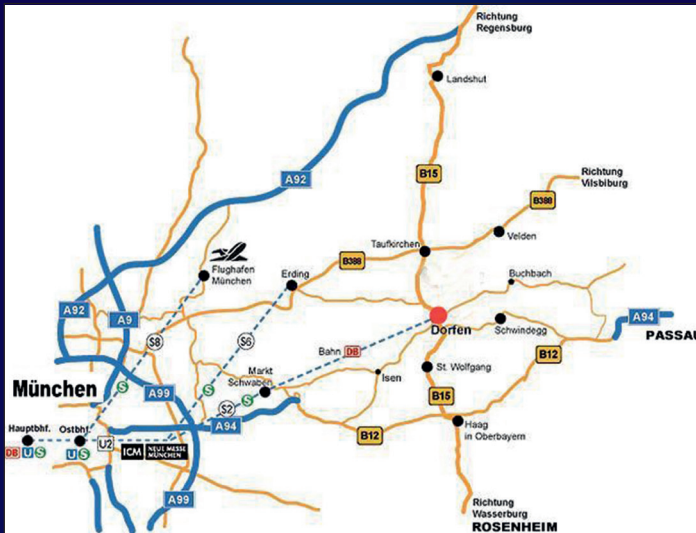 Richtung
Regensburg
Landshut
A92
B15
Richtung
Vilsbiburg
B388
Velden
Taufkirchen
Flughafen
München
Erding
B388
Buchbach
A92
A9
S8
S6
Dorfen
Schwindegg
A94
PASSAU
Bahn DB
B12
Markt
Schwaben
Isen
St. Wolfgang
München
S
A99
S
S
S2
B15
Hauptbhf.
Ostbhf.
U2
A94
B12
Haag
in Oberbayern
DB U S
U S
ICM NEUE MESSE
MÜNCHEN
A99
Richtung
Wasserburg
ROSENHEIM